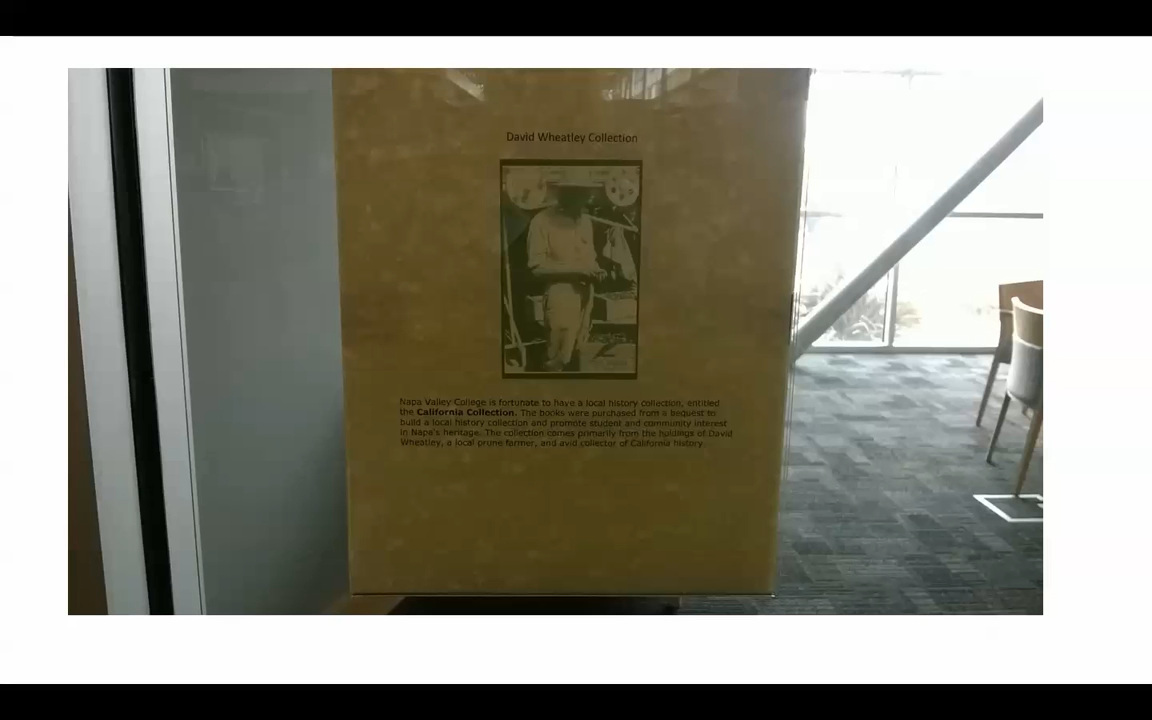 David Wheatley Collection
Napa Valley College is fortunate to have a local history collection, entitled
the California Collection. The books were purchased from a bequest to
build a local history collection and promote student and community interest
in Napa's heritage. The collection comes primarily from the holdings of David
Wheatley, a local prune farmer, and avid collector of California history.